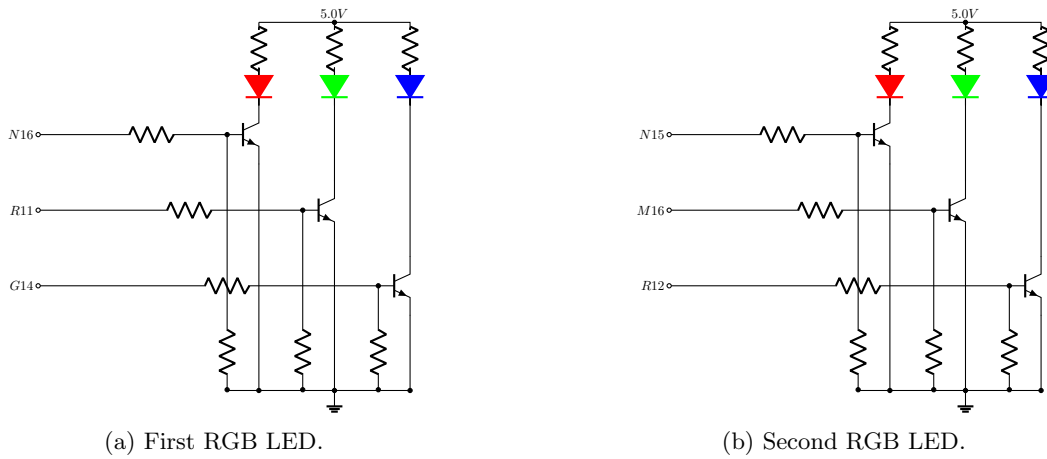 5.0V
N16
R11
G14
(a) First RGB LED.
5.0V
N15
M16
R12
(b) Second RGB LED.